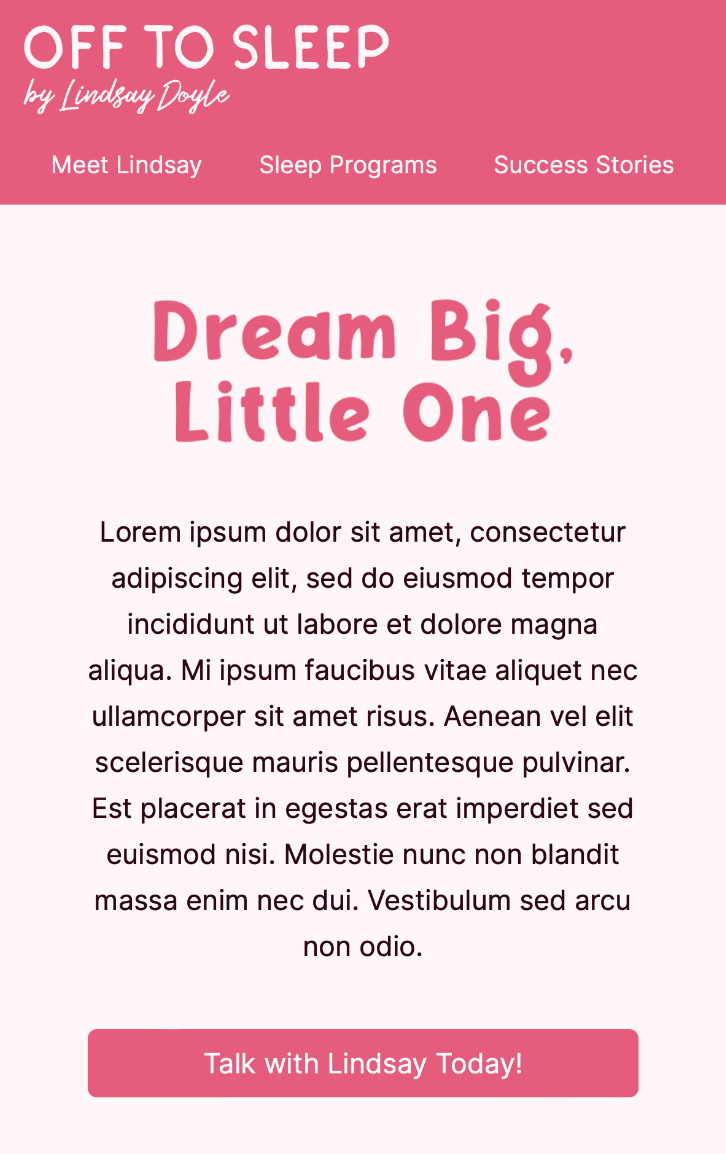 OFF TO SLEEP
by Lindsay Doyle
Meet Lindsay Sleep Programs Success Stories
Dream Big,
Little One
Lorem ipsum dolor sit amet, consectetur
adipiscing elit, sed do eiusmod tempor
incididunt ut labore et dolore magna
aliqua. Mi ipsum faucibus vitae aliquet nec
ullamcorper sit amet risus. Aenean vel elit
scelerisque mauris pellentesque pulvinar.
Est placerat in egestas erat imperdiet sed
euismod nisi. Molestie nunc non blandit
massa enim nec dui. Vestibulum sed arcu
non odio.
Talk with Lindsay Today!